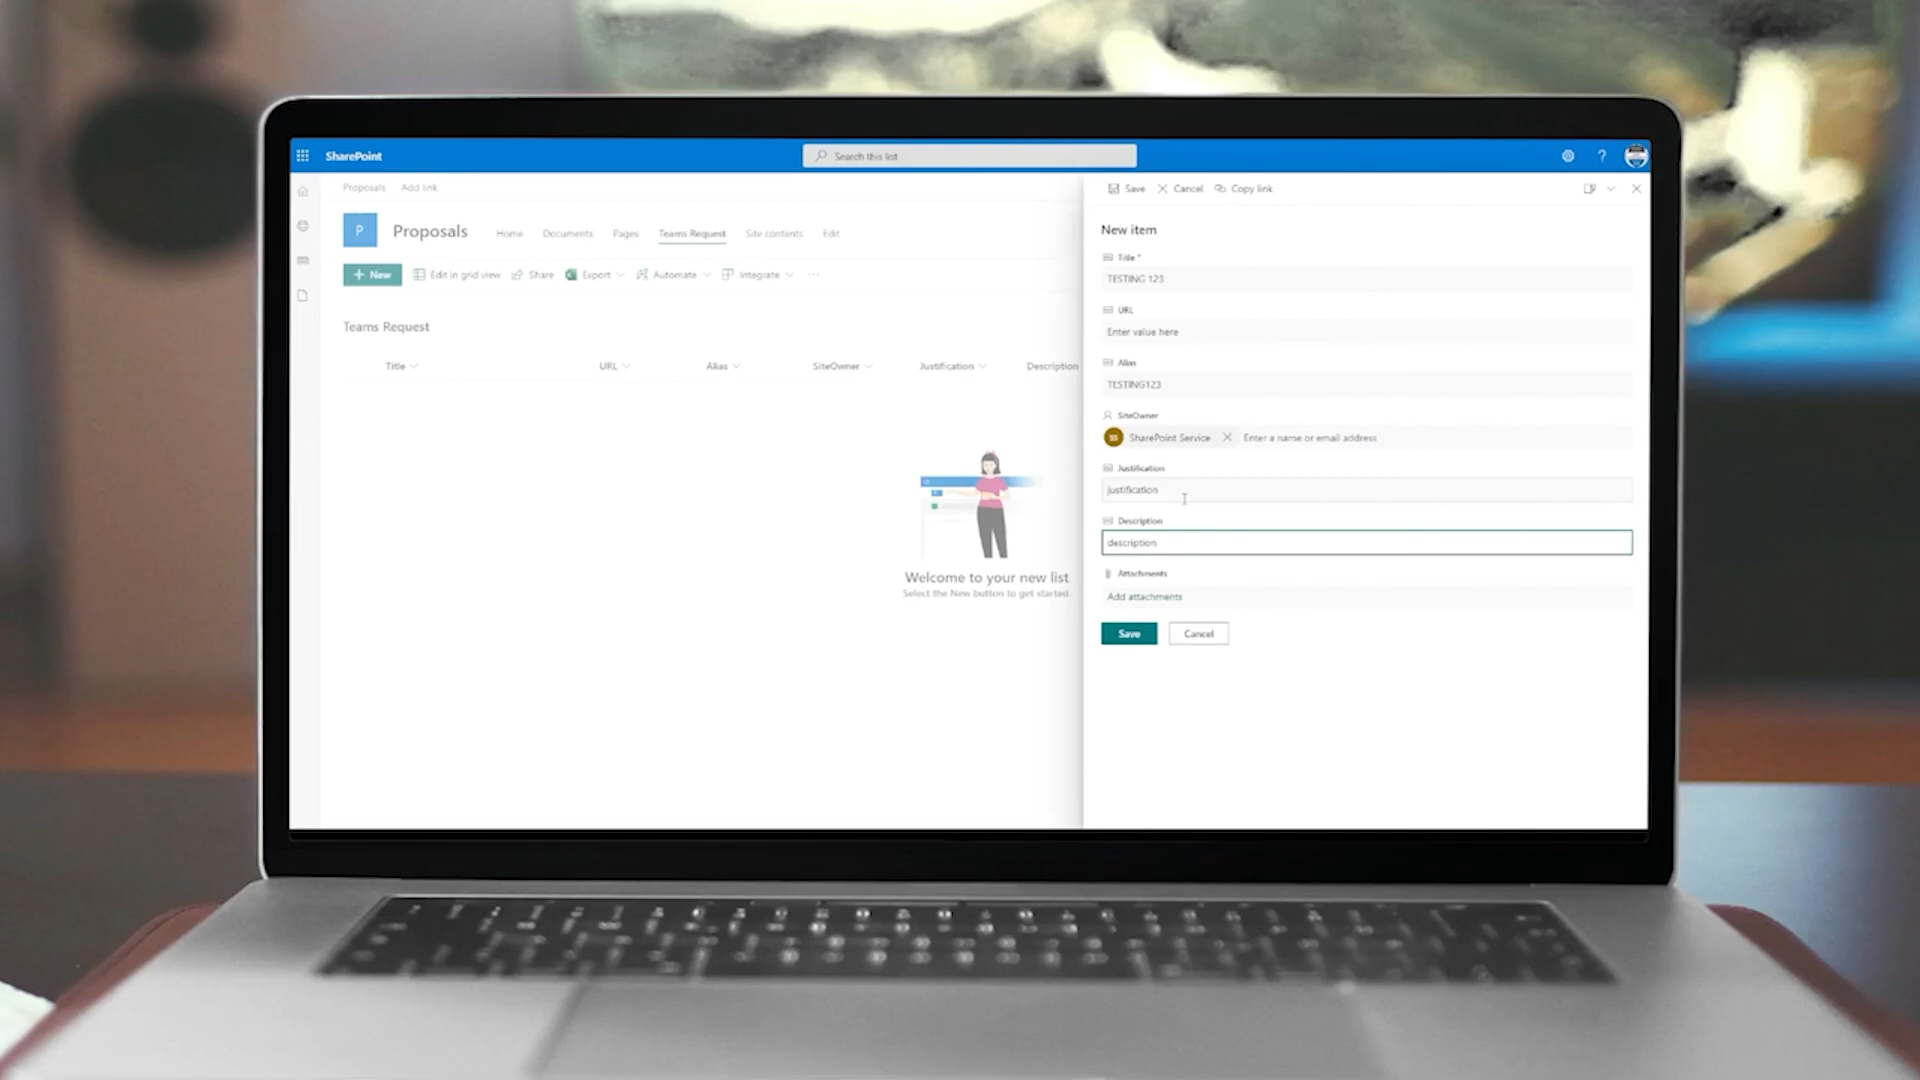 SharePoint
Search this list
?
Proposals Add link
P
Proposals
Home Documents Pages Teams Request Site contents Edit
+ New Edit in grid view Share Export Automate Integrate ...
Teams Request
Title URL Alias SiteOwner Justification Description
Welcome to your new list
Select the New button to get started.
Save Cancel Copy link
New item
Title *
TESTING 123
URL
Enter value here
Alias
TESTING123
SiteOwner
SS SharePoint Service Enter a name or email address
Justification
justification
Description
description
Attachments
Add attachments
Save Cancel